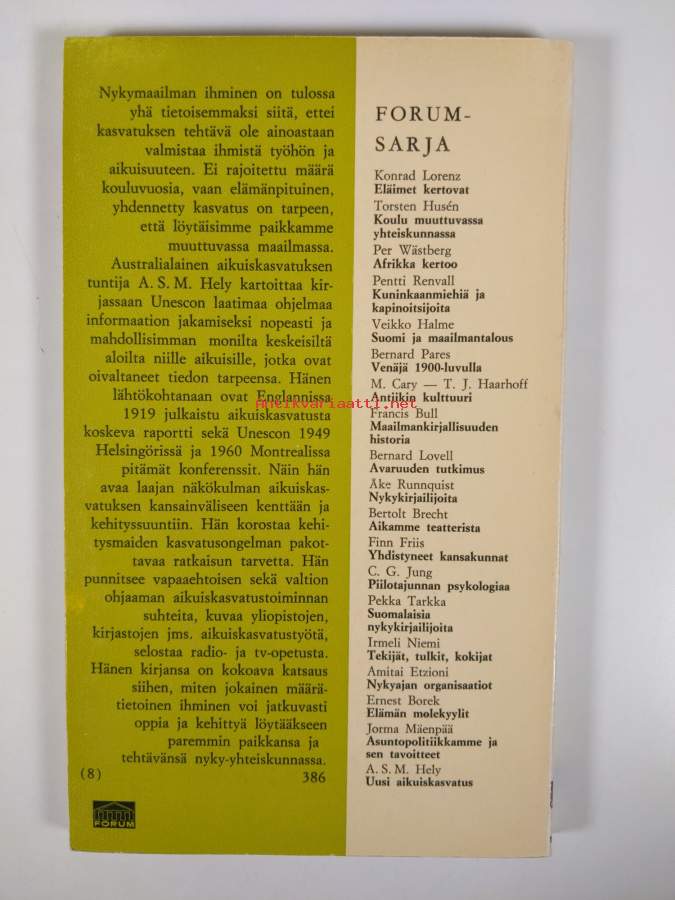 Nykymaailman ihminen on tulossa
yhä tietoisemmaksi siitä, ettei
kasvatuksen tehtävä ole ainoastaan
valmistaa ihmistä työhön ja
aikuisuuteen. Ei rajoitettu määrä
kouluvuosia, vaan elämänpituinen,
yhdennetty kasvatus on tarpeen,
että löytäisimme paikkamme
muuttuvassa maailmassa.
Australialainen aikuiskasvatuksen
tuntija A. S. M. Hely kartoittaa kir-
jassaan Unescon laatimaa ohjelmaa
informaation jakamiseksi nopeasti ja
mahdollisimman monilta keskeisiltä
aloilta niille aikuisille, jotka ovat
oivaltaneet tiedon tarpeensa. Hänen
lähtökohtanaan ovat Englannissa
1919 julkaistu aikuiskasvatusta
koskeva raportti sekä Unescon 1949
Helsingörissä ja 1960 Montrealissa
pitämät konferenssit. Näin hän
avaa laajan näkökulman aikuiskas-
vatuksen kansainväliseen kenttään ja
kehityssuuntiin. Hän korostaa kehi-
tysmaiden kasvatusongelman pakot-
tavaa ratkaisun tarvetta. Hän
punnitsee vapaaehtoisen sekä valtion
ohjaaman aikuiskasvatustoiminnan
suhteita, kuvaa yliopistojen,
kirjastojen jms. aikuiskasvatustyötä,
selostaa radio- ja tv-opetusta.
Hänen kirjansa on kokoava katsaus
siihen, miten jokainen määrä-
tietoinen ihminen voi jatkuvasti
oppia ja kehittyä löytääkseen
paremmin paikkansa ja
tehtävänsä nyky-yhteiskunnassa.
(8) 386
FORUM
FORUM-
SARJA
Konrad Lorenz
Eläimet kertovat
Torsten Husén
Koulu muuttuvassa
yhteiskunnassa
Per Wästberg
Afrikka kertoo
Pentti Renvall
Kuninkaanmiehiä ja
kapinoitsijoita
Veikko Halme
Suomi ja maailmantalous
Bernard Pares
Venäjä 1900-luvulla
M. Cary — T. J. Haarhoff
Antiikin kulttuuri
Francis Bull
Maailmankirjallisuuden
historia
Bernard Lovell
Avaruuden tutkimus
Åke Runnquist
Nykykirjailijoita
Bertolt Brecht
Aikamme teatterista
Finn Friis
Yhdistyneet kansakunnat
C. G. Jung
Piilotajunnan psykologiaa
Pekka Tarkka
Suomalaisia
nykykirjailijoita
Irmeli Niemi
Tekijät, tulkit, kokijat
Amitai Etzioni
Nykyajan organisaatiot
Ernest Borek
Elämän molekyylit
Jorma Mäenpää
Asuntopolitiikkamme ja
sen tavoitteet
A. S. M. Hely
Uusi aikuiskasvatus
antikvariaatti.net